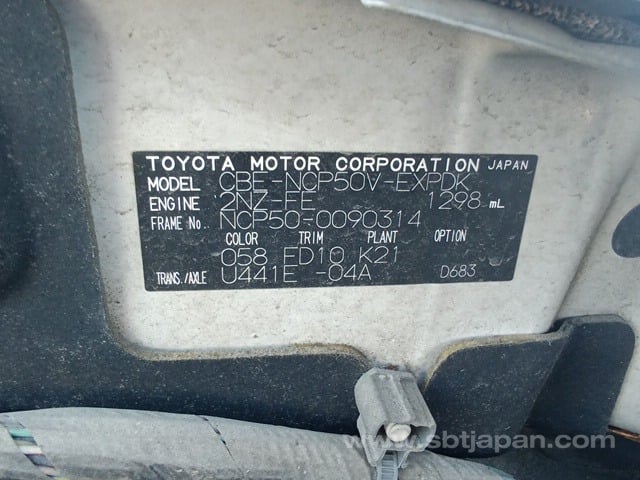 TOYOTA MOTOR CORPORATION JAPAN
MODEL CBE-NCP50V-EXPDK
ENGINE 2NZ-FE 1298 mL
FRAME No. NCP50-0090314
COLOR TRIM PLANT OPTION
058 FD10 K21
TRANS./AXLE U441E -04A D683
www.sbtjapan.com